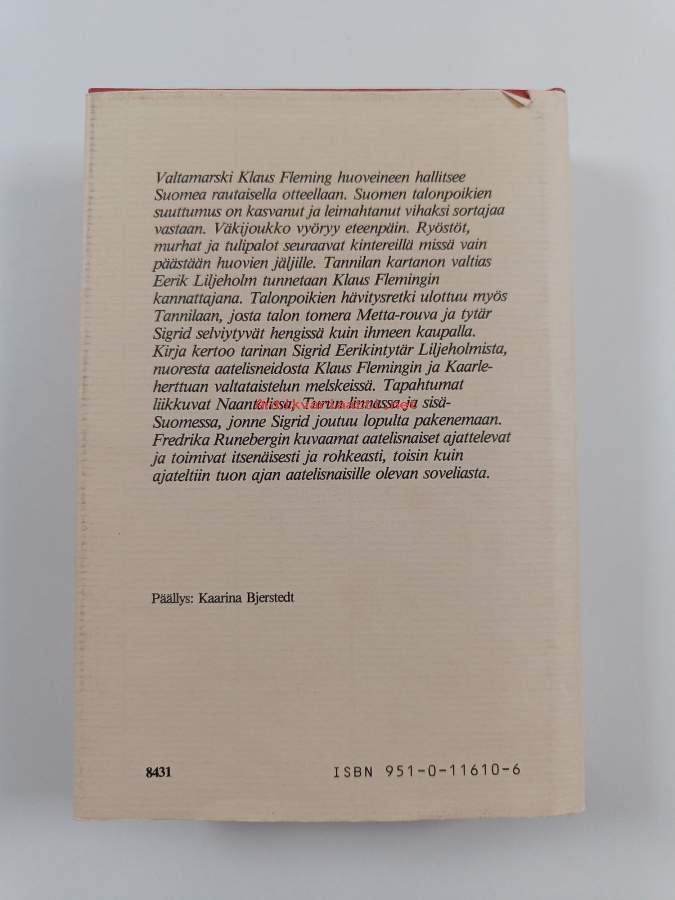 Valtamarski Klaus Fleming huoveineen hallitsee
Suomea rautaisella otteellaan. Suomen talonpoikien
suuttumus on kasvanut ja leimahtanut vihaksi sortajaa
vastaan. Väkijoukko vyöryy eteenpäin. Ryöstöt,
murhat ja tulipalot seuraavat kintereillä missä vain
päästään huovien jäljille. Tannilan kartanon valtias
Eerik Liljeholm tunnetaan Klaus Flemingin
kannattajana. Talonpoikien hävitysretki ulottuu myös
Tannilaan, josta talon tomera Metta-rouva ja tytär
Sigrid selviytyvät hengissä kuin ihmeen kaupalla.
Kirja kertoo tarinan Sigrid Eerikintytär Liljeholmista,
nuoresta aatelisneidosta Klaus Flemingin ja Kaarle-
herttuan valtataistelun melskeissä. Tapahtumat
liikkuvat Naantalissa, Turun linnassa ja sisä-
Suomessa, jonne Sigrid joutuu lopulta pakenemaan.
Fredrika Runebergin kuvaamat aatelisnaiset ajattelevat
ja toimivat itsenäisesti ja rohkeasti, toisin kuin
ajateltiin tuon ajan aatelisnaisille olevan soveliasta.
Päällys: Kaarina Bjerstedt
8431 ISBN 951-0-11610-6